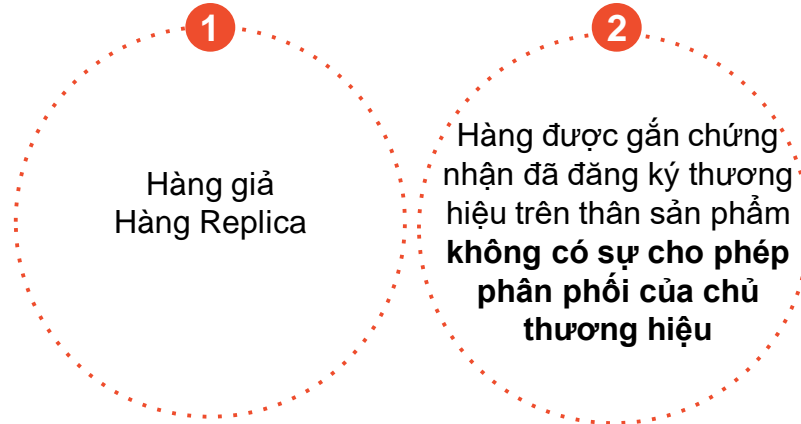 1
Hàng giả
Hàng Replica
2
Hàng được gắn chứng
nhận đã đăng ký thương
hiệu trên thân sản phẩm
không có sự cho phép
phân phối của chủ
thương hiệu